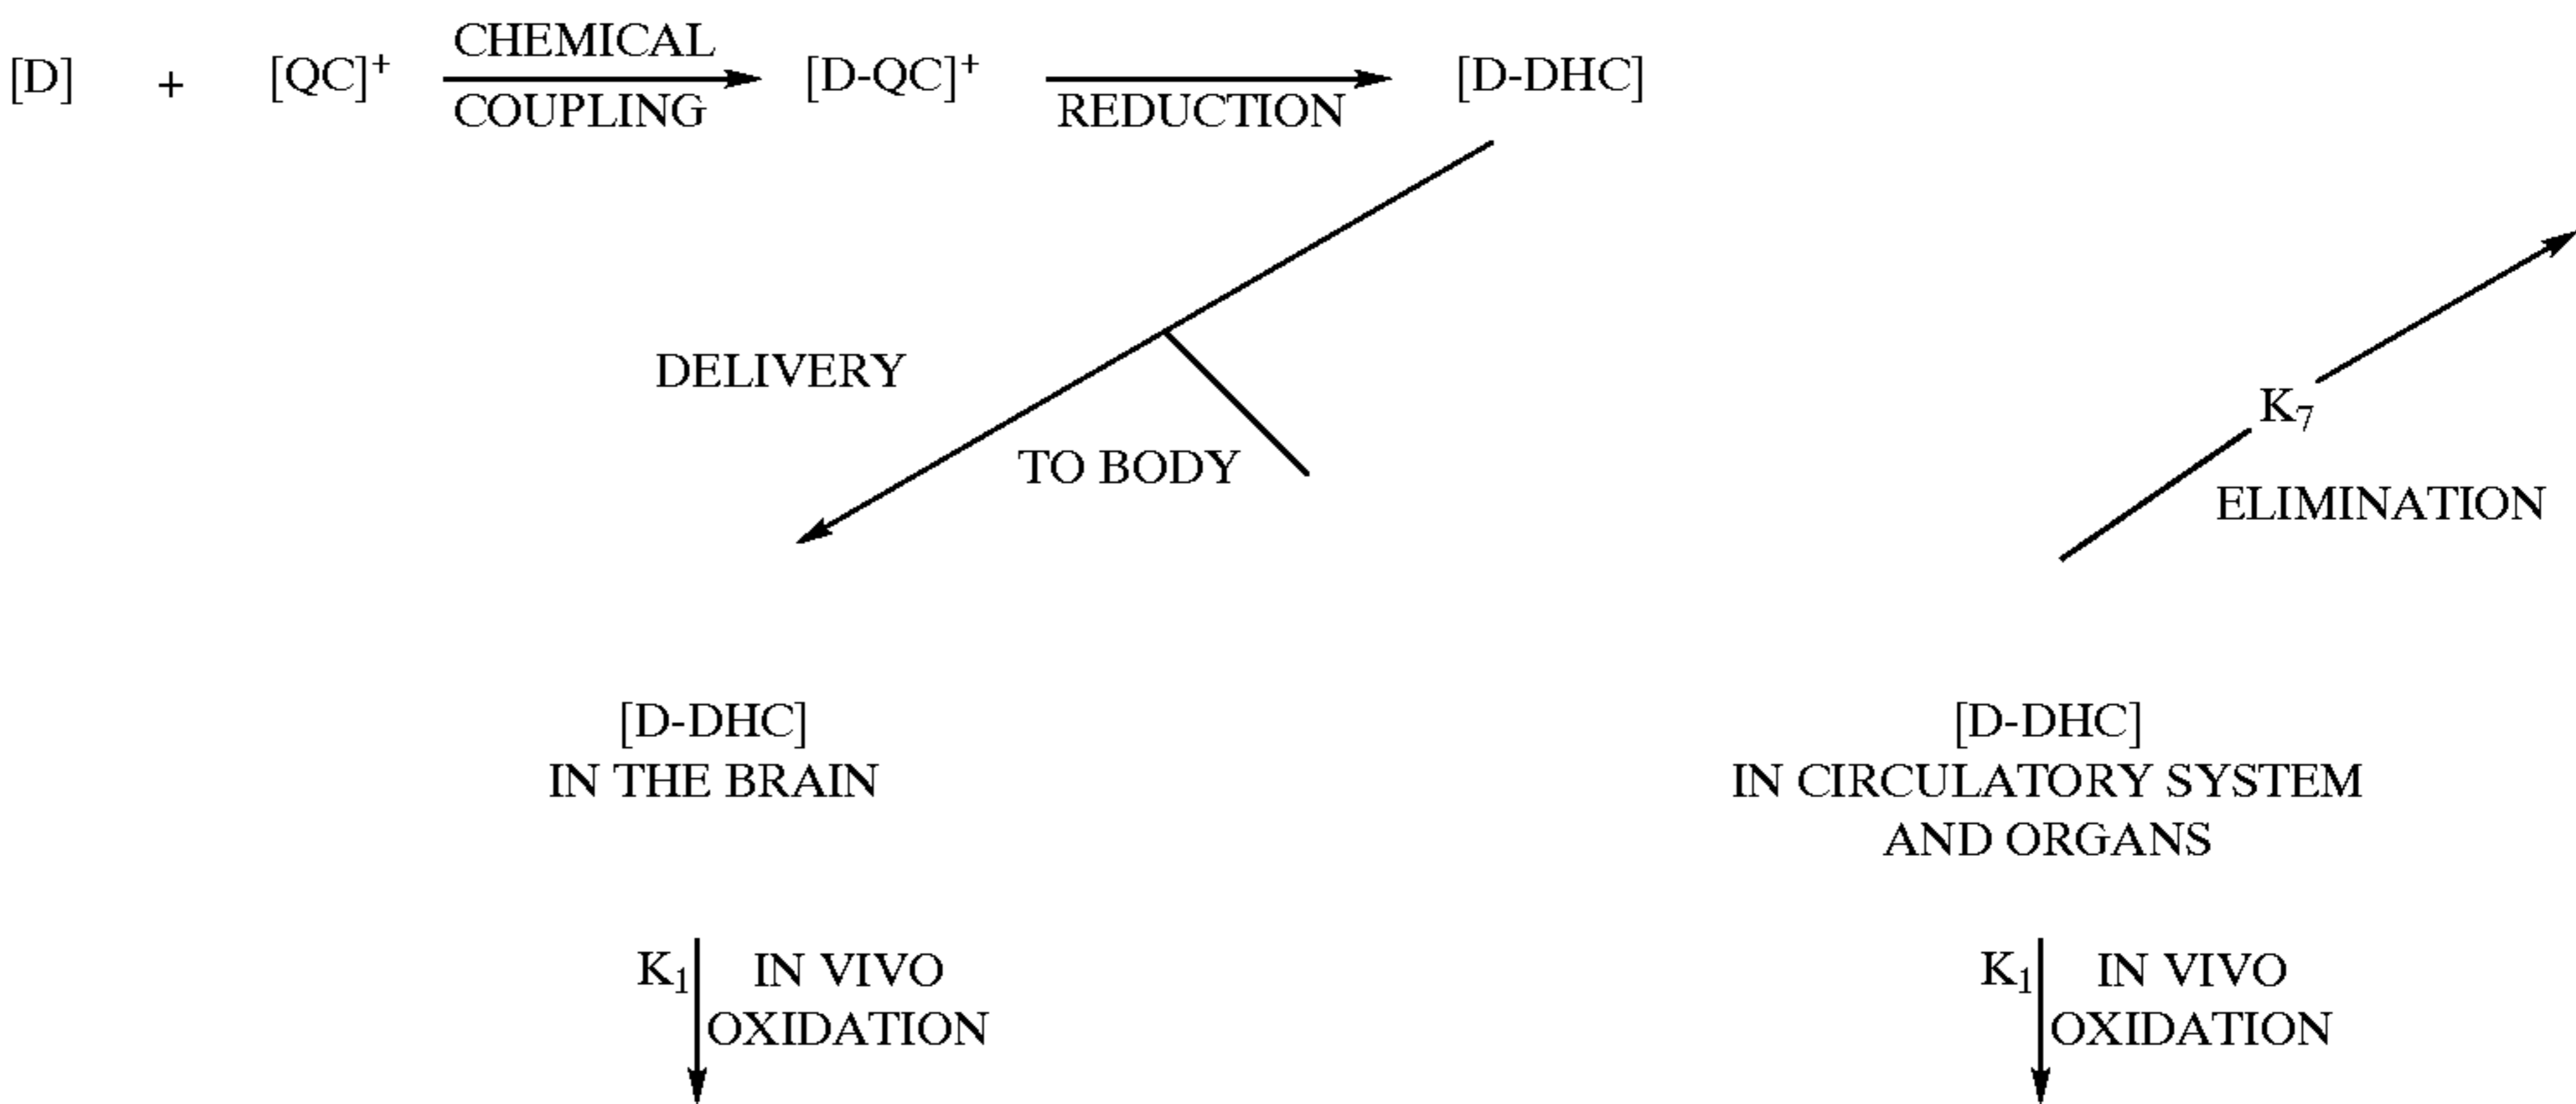 [D] + [QC]⁺ CHEMICAL COUPLING [D-QC]⁺ REDUCTION [D-DHC]
DELIVERY
TO BODY
K₇
ELIMINATION
[D-DHC]
IN THE BRAIN
[D-DHC]
IN CIRCULATORY SYSTEM
AND ORGANS
K₁ IN VIVO
OXIDATION
K₁ IN VIVO
OXIDATION